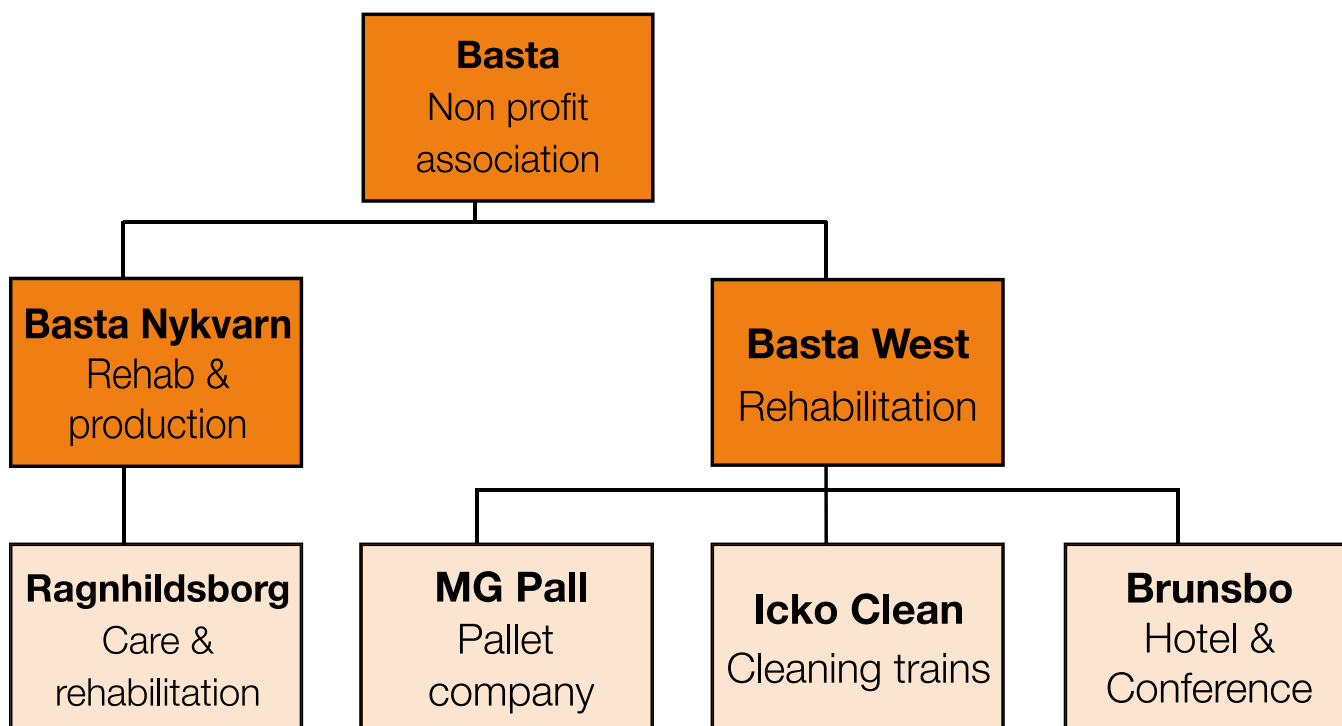 Basta
Non profit
association
Basta Nykvarn
Rehab &
production
Basta West
Rehabilitation
Ragnhildsborg
Care &
rehabilitation
MG Pall
Pallet
company
Icko Clean
Cleaning trains
Brunsbo
Hotel &
Conference